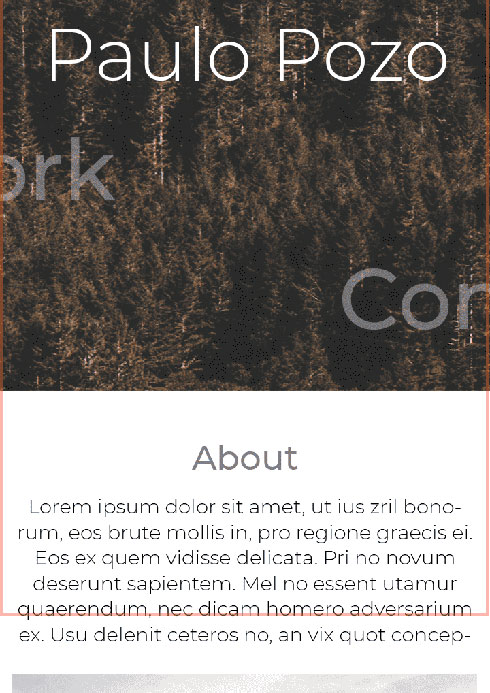 Paulo Pozo
ork
Con
About
Lorem ipsum dolor sit amet, ut ius zril bono-
rum, eos brute mollis in, pro regione graecis ei.
Eos ex quem vidisse delicata. Pri no novum
deserunt sapientem. Mel no essent utamur
quaerendum, nec dicam homero adversarium
ex. Usu delenit ceteros no, an vix quot concep-